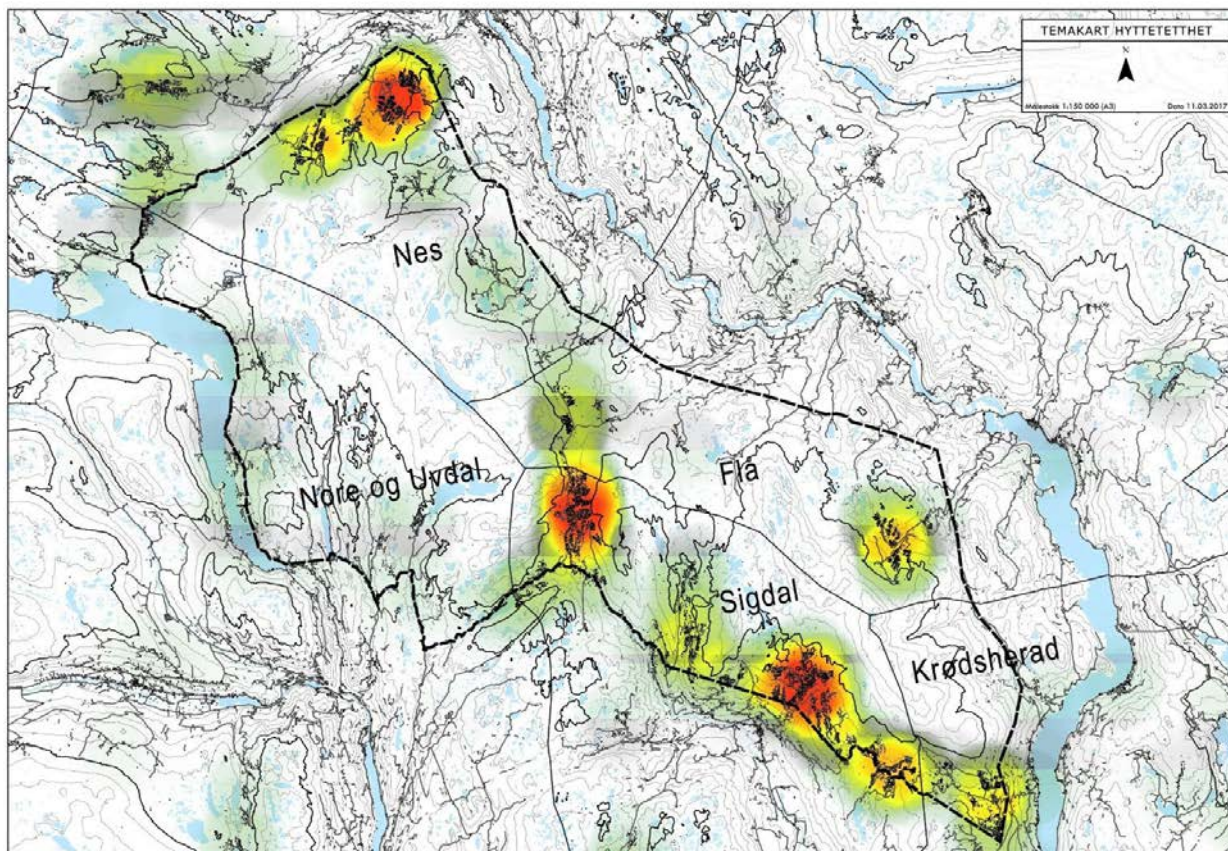 TEMAKART HYTTETETTHET
N
Målestokk 1:150 000 (A3) Dato 11.03.2017
Nes
Nore og Uvdal
Flå
Sigdal
Krødsherad